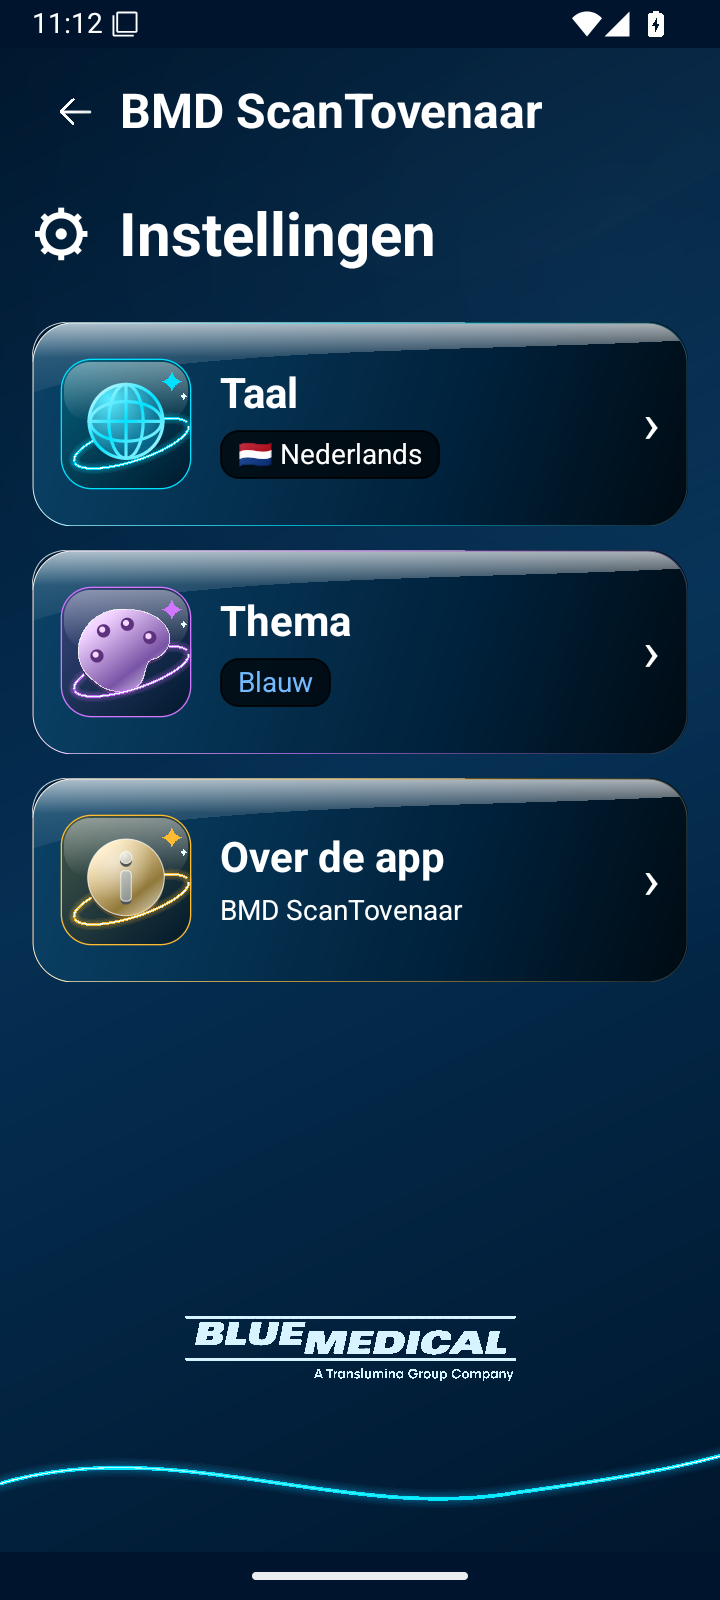 11:12
BMD ScanTovenaar
Instellingen
Taal
Nederlands
Thema
Blauw
Over de app
BMD ScanTovenaar
BLUEMEDICAL
A Translumina Group Company